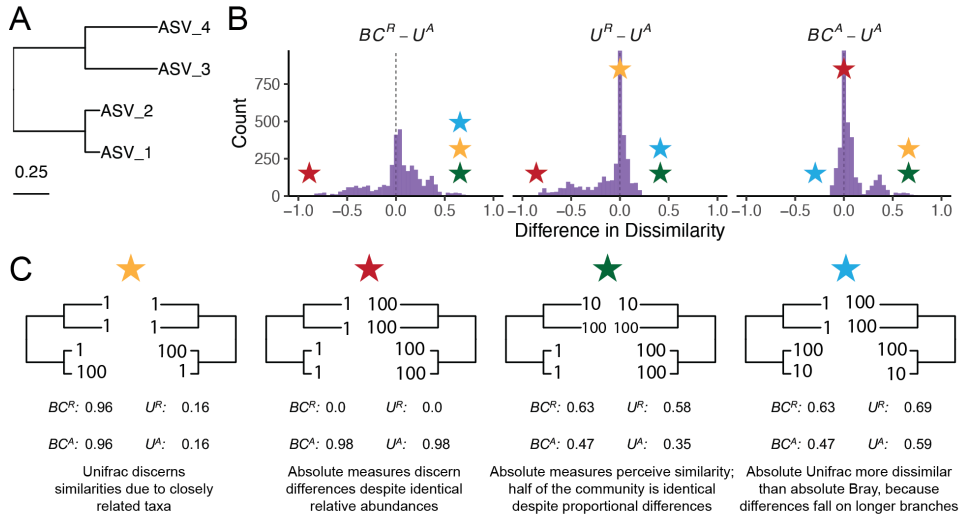 A
ASV_4
ASV_3
ASV_2
ASV_1
0.25
B
BC^R – U^A
U^R – U^A
BC^A – U^A
Count
750
500
250
0
−1.0 −0.5 0.0 0.5 1.0
−1.0 −0.5 0.0 0.5 1.0
−1.0 −0.5 0.0 0.5 1.0
Difference in Dissimilarity
C
1 1
1 1
1 100
100 1
BC^R: 0.96 U^R: 0.16
BC^A: 0.96 U^A: 0.16
Unifrac discerns
similarities due to closely
related taxa
1 100
1 100
1 100
1 100
BC^R: 0.0 U^R: 0.0
BC^A: 0.98 U^A: 0.98
Absolute measures discern
differences despite identical
relative abundances
10 10
100 100
1 100
1 100
BC^R: 0.63 U^R: 0.58
BC^A: 0.47 U^A: 0.35
Absolute measures perceive similarity;
half of the community is identical
despite proportional differences
1 100
1 100
100 100
10 10
BC^R: 0.63 U^R: 0.69
BC^A: 0.47 U^A: 0.59
Absolute Unifrac more dissimilar
than absolute Bray, because
differences fall on longer branches